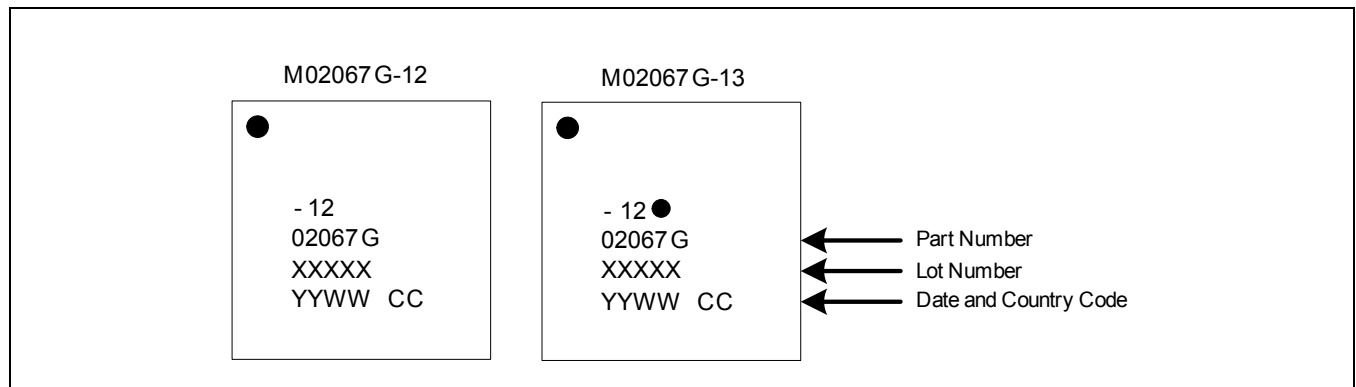 M02067G-12
M02067G-13
- 12
02067G
XXXXX
YYWW CC
- 12
02067G
XXXXX
YYWW CC
Part Number
Lot Number
Date and Country Code